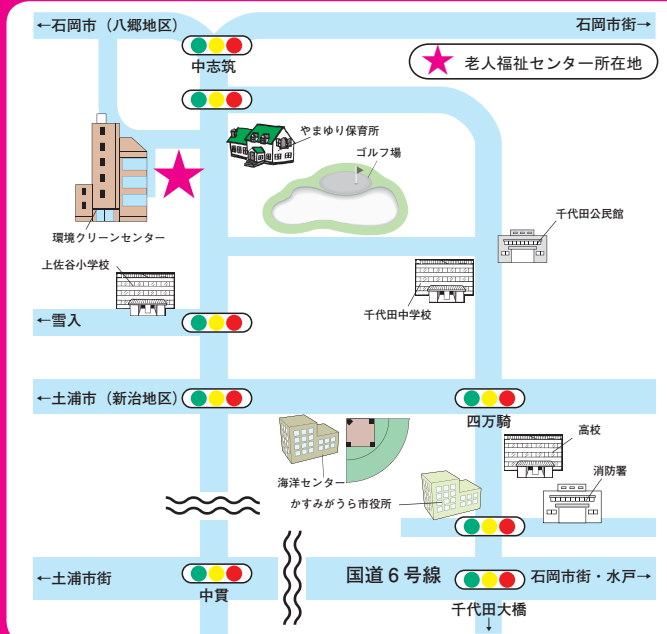 ←石岡市（八郷地区）
石岡市街→
中志筑
老人福祉センター所在地
やまゆり保育所
ゴルフ場
環境クリーンセンター
千代田公民館
上佐谷小学校
千代田中学校
←雪入
←土浦市（新治地区）
四万騎
高校
海洋センター
消防署
かすみがうら市役所
←土浦市街
中貫
国道６号線
石岡市街・水戸→
千代田大橋
↓